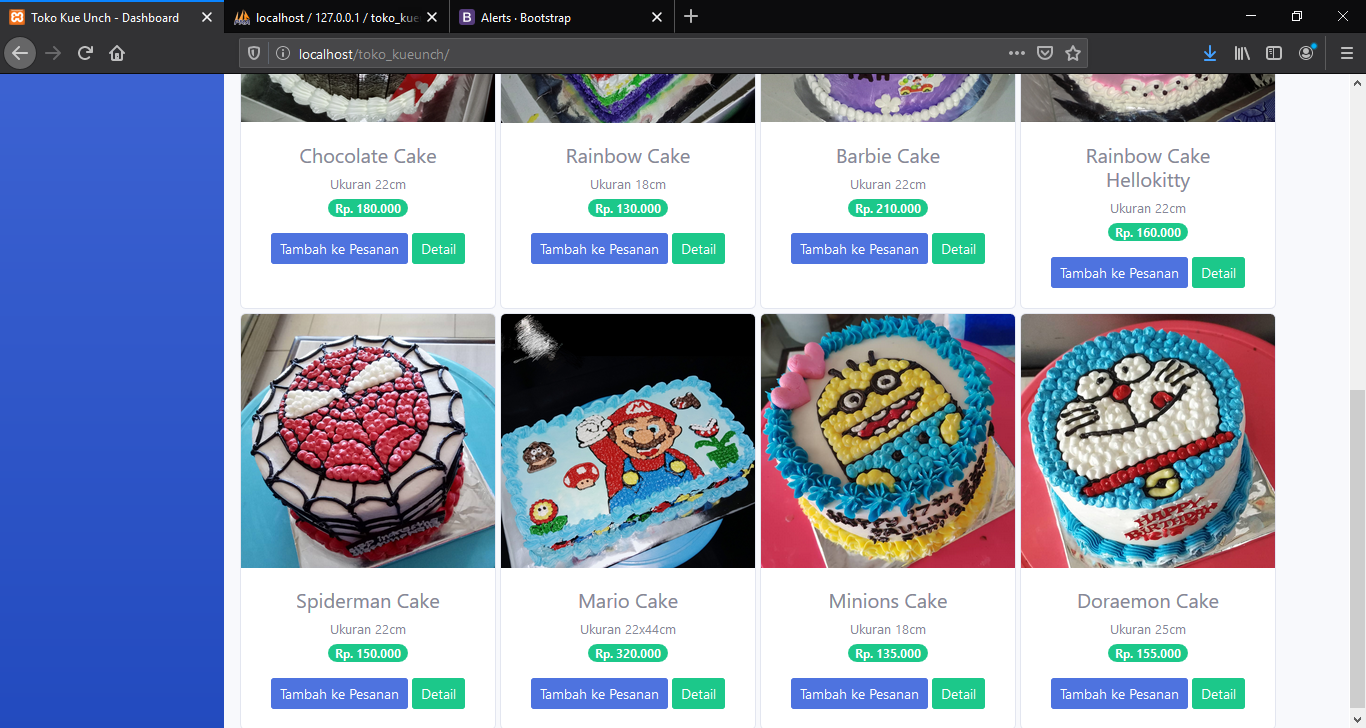 Toko Kue Unch - Dashboard
localhost / 127.0.0.1 / toko_kue
Alerts · Bootstrap
localhost/toko_kueunch/
Chocolate Cake
Ukuran 22cm
Rp. 180.000
Tambah ke Pesanan Detail
Rainbow Cake
Ukuran 18cm
Rp. 130.000
Tambah ke Pesanan Detail
Barbie Cake
Ukuran 22cm
Rp. 210.000
Tambah ke Pesanan Detail
Rainbow Cake
Hellokitty
Ukuran 22cm
Rp. 160.000
Tambah ke Pesanan Detail
Spiderman Cake
Ukuran 22cm
Rp. 150.000
Tambah ke Pesanan Detail
Mario Cake
Ukuran 22x44cm
Rp. 320.000
Tambah ke Pesanan Detail
M
Minions Cake
Ukuran 18cm
Rp. 135.000
Tambah ke Pesanan Detail
HAPPY
BIRTHDAY
Doraemon Cake
Ukuran 25cm
Rp. 155.000
Tambah ke Pesanan Detail